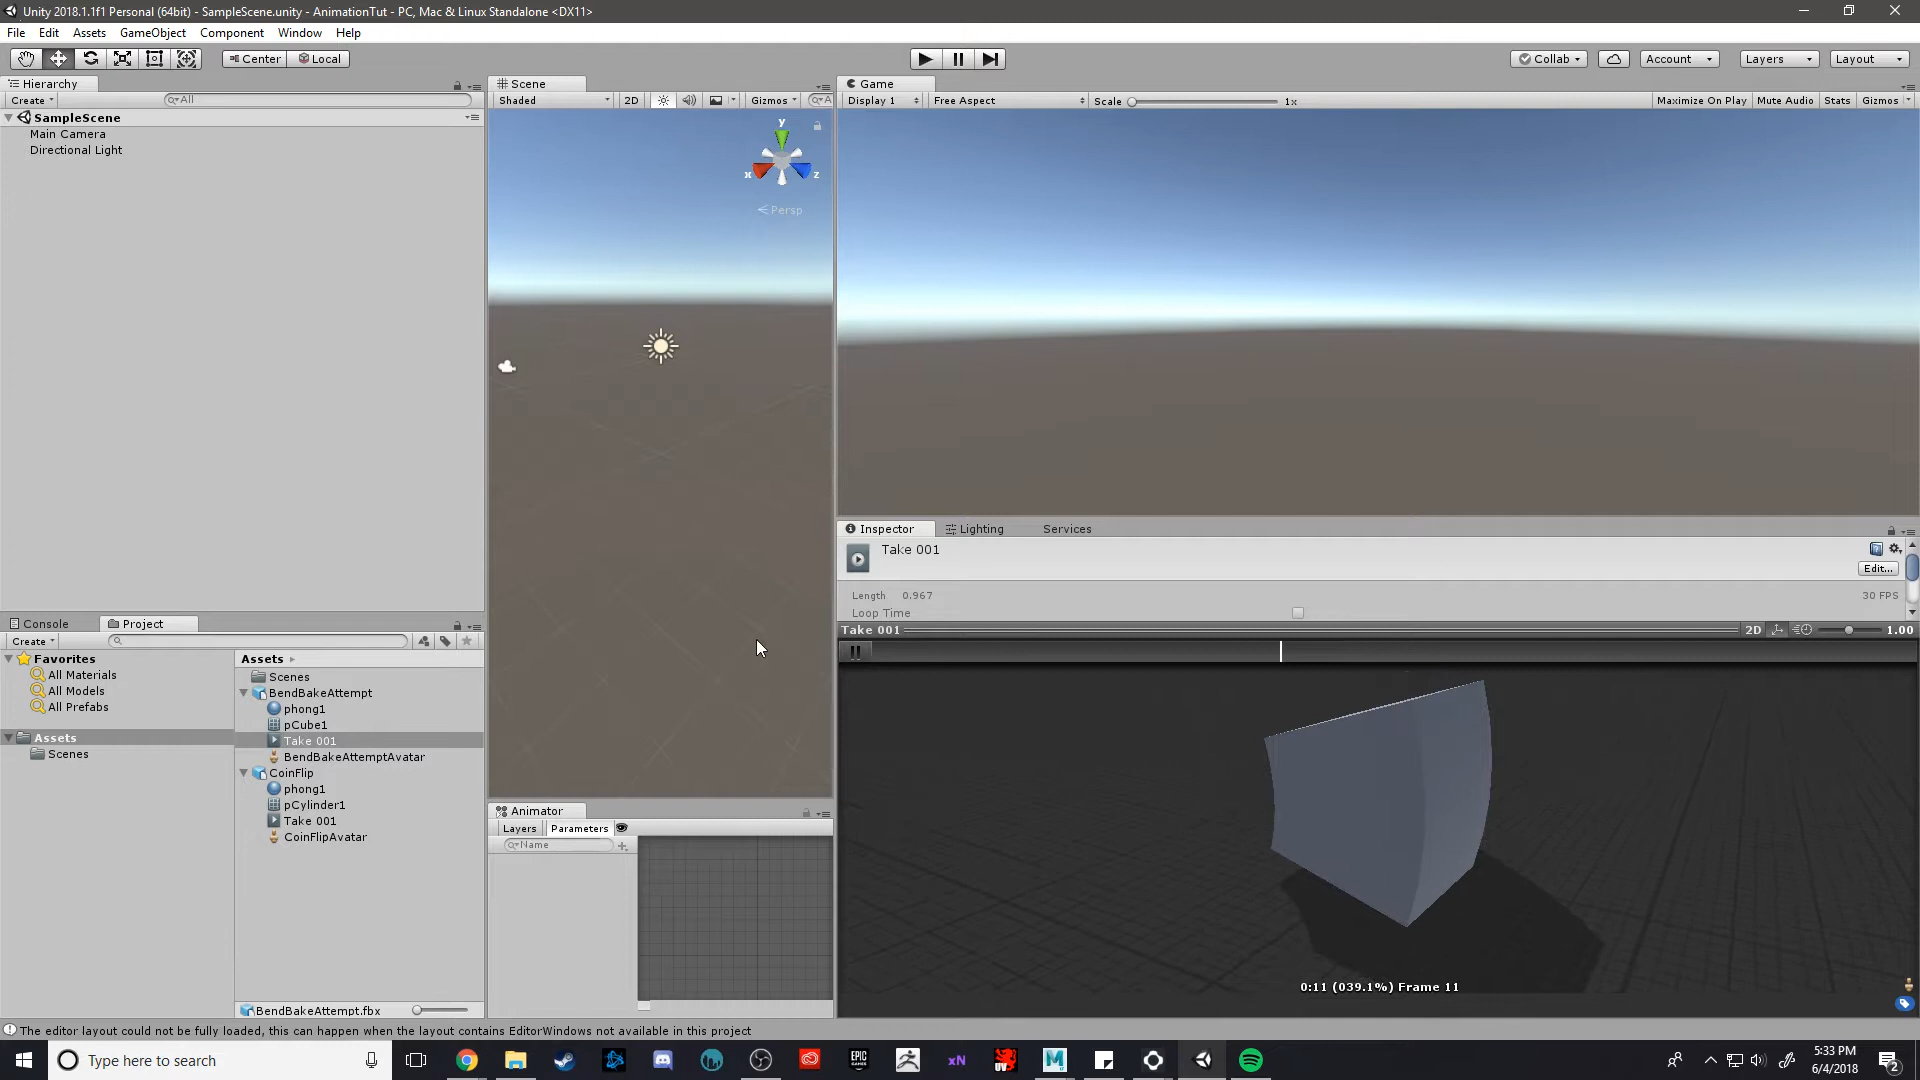 Unity 2018.1.1f1 Personal (64bit) - SampleScene.unity - AnimationTut - PC, Mac & Linux Standalone <DX11>
File Edit Assets GameObject Component Window Help
Center Local Collab Account Layers Layout
Hierarchy
Create All
SampleScene
Main Camera
Directional Light
Scene
Shaded 2D Gizmos A
y
x z
Persp
Game
Display 1 Free Aspect Scale 1x Maximize On Play Mute Audio Stats Gizmos
Inspector Lighting Services
Take 001
Edit...
Length 0.967 30 FPS
Loop Time
Take 001 2D 1.00
0:11 (039.1%) Frame 11
Console Project
Create
Favorites
All Materials
All Models
All Prefabs
Assets
Scenes
Assets
Scenes
BendBakeAttempt
phong1
pCube1
Take 001
BendBakeAttemptAvatar
CoinFlip
phong1
pCylinder1
Take 001
CoinFlipAvatar
BendBakeAttempt.fbx
Animator
Layers Parameters
Name
The editor layout could not be fully loaded, this can happen when the layout contains EditorWindows not available in this project
Type here to search
EPIC GAMES
xN
M
5:33 PM
6/4/2018
2